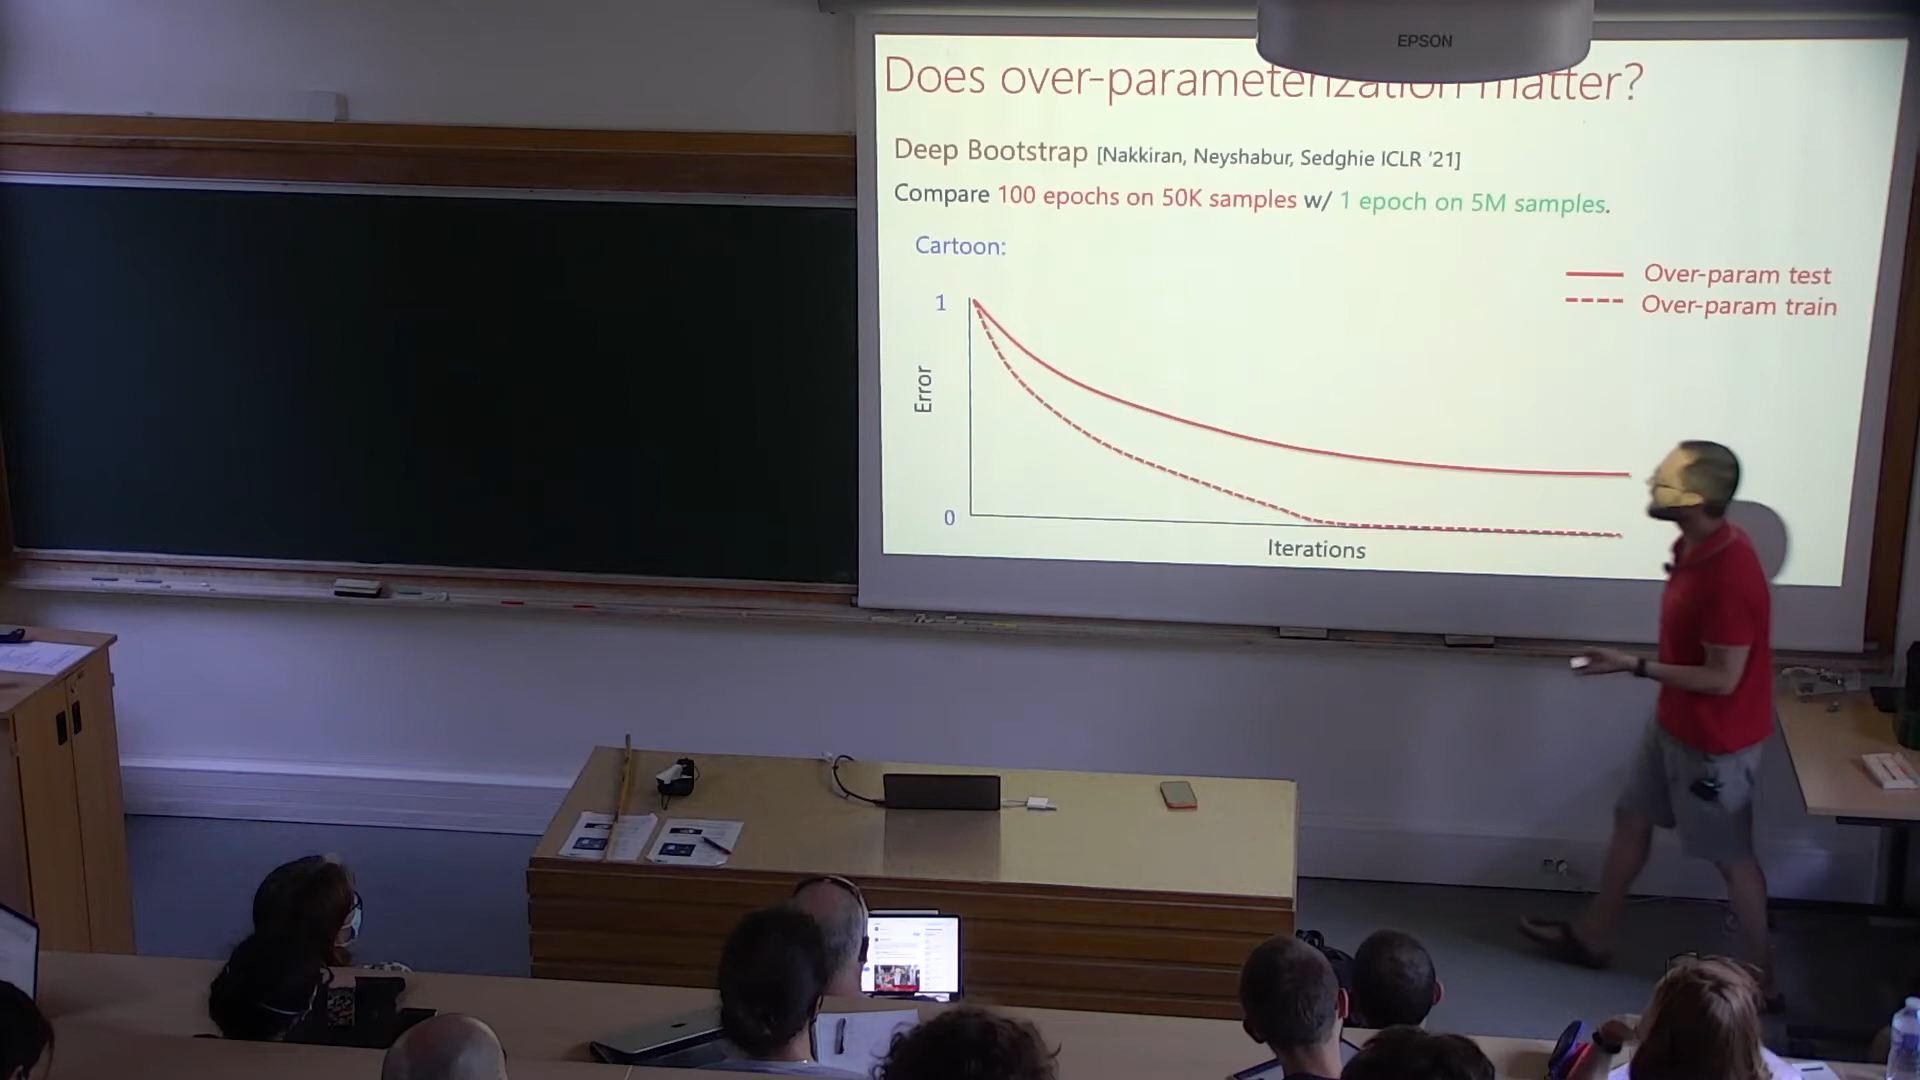 EPSON
Does over-parameterization matter?
Deep Bootstrap [Nakkiran, Neyshabur, Sedghie ICLR '21]
Compare 100 epochs on 50K samples w/ 1 epoch on 5M samples.
Cartoon:
Over-param test
Over-param train
1
Error
0
Iterations